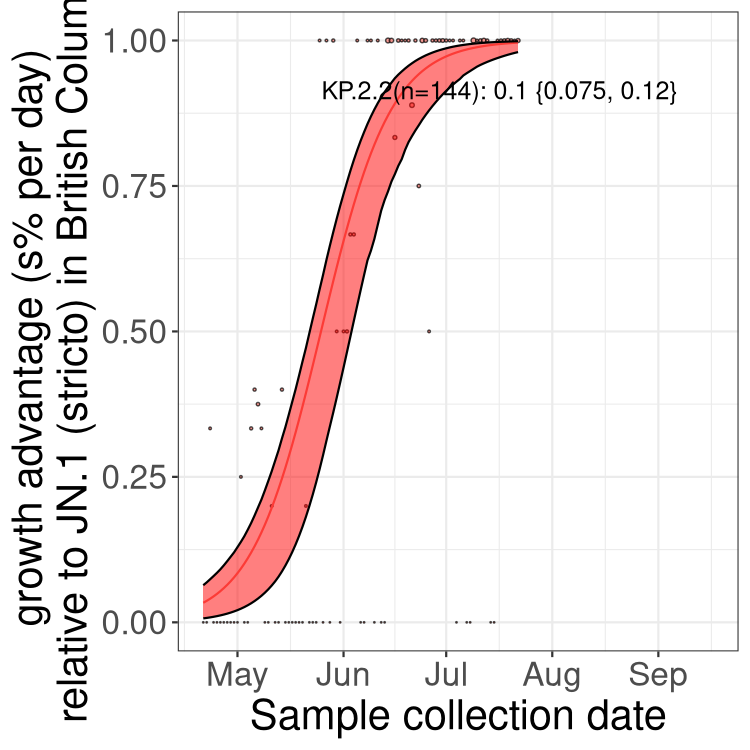 growth advantage (s% per day)
relative to JN.1 (stricto) in British Colum
1.00
0.75
0.50
0.25
0.00
KP.2.2(n=144): 0.1 {0.075, 0.12}
May Jun Jul Aug Sep
Sample collection date